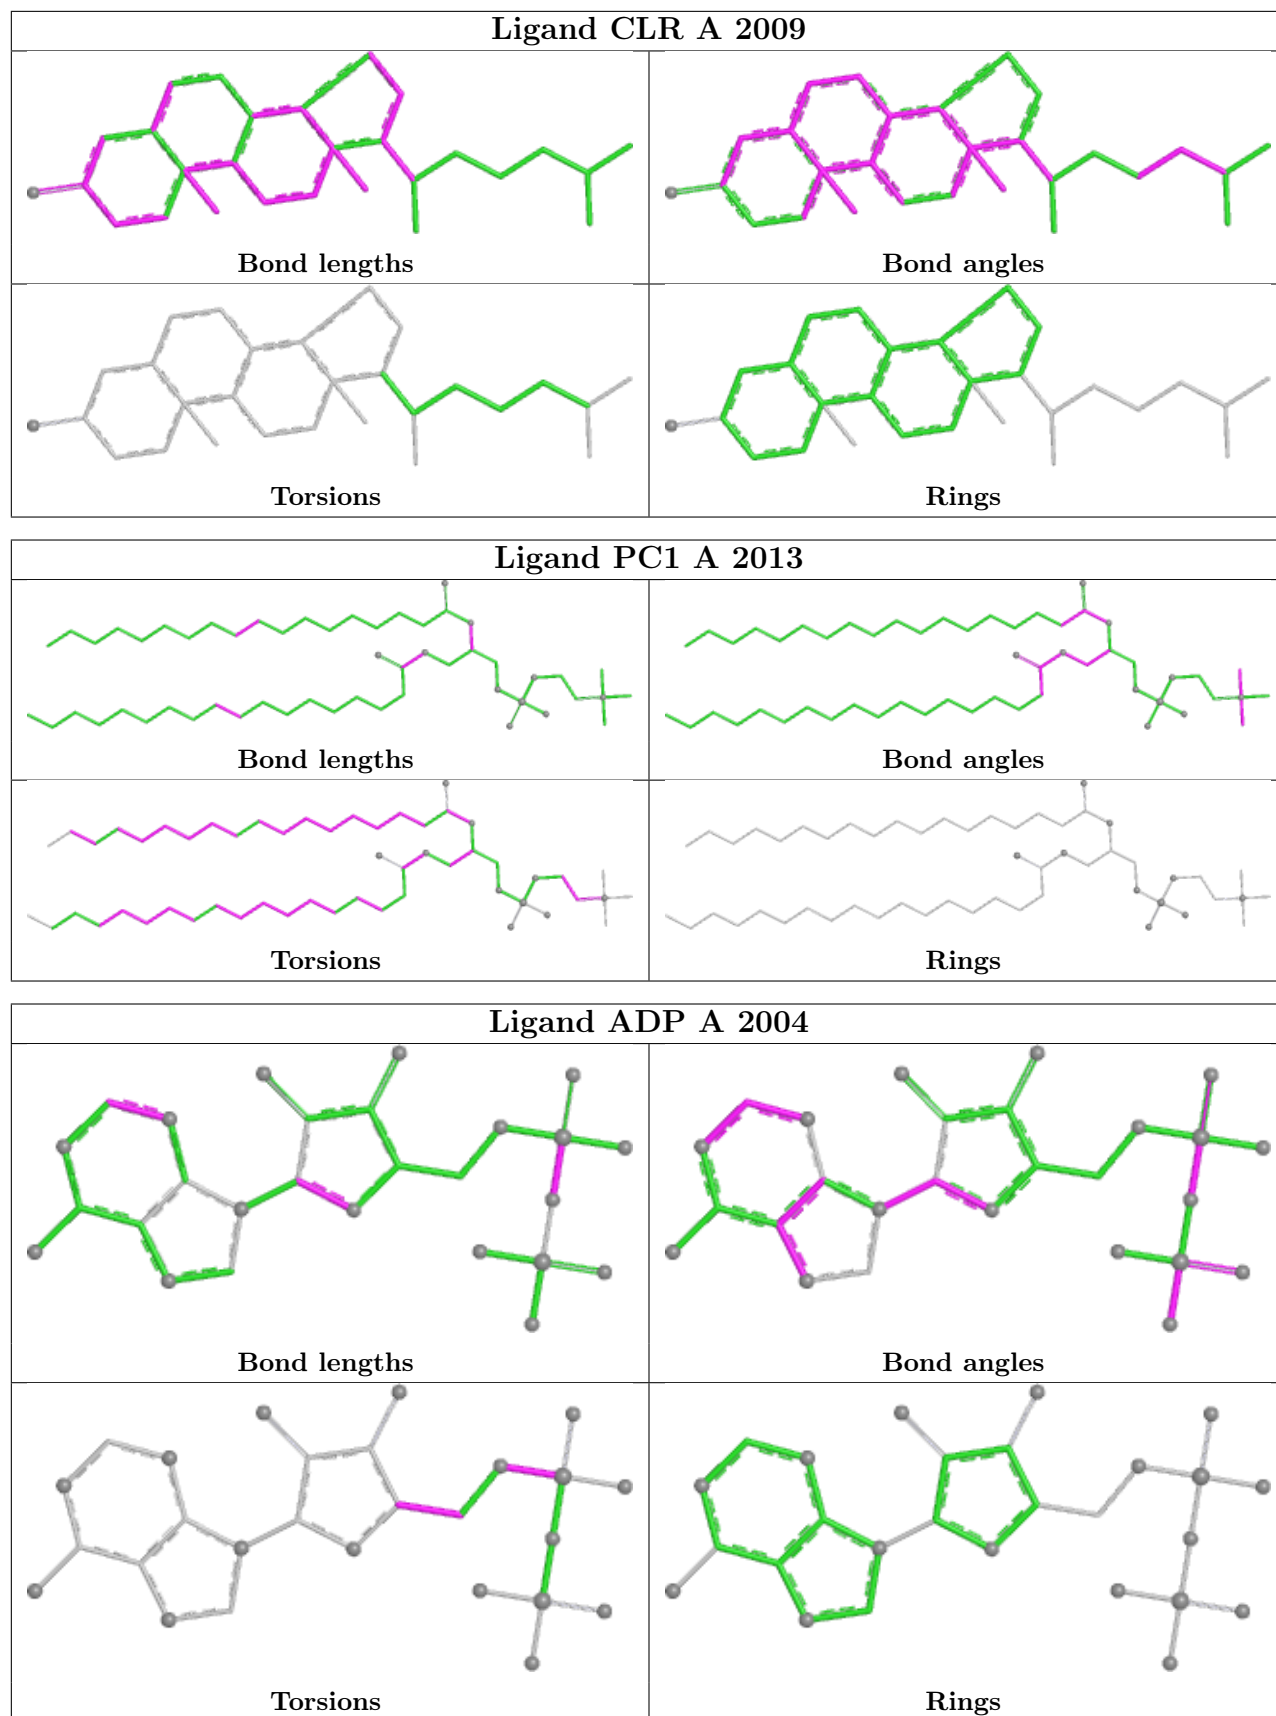 Ligand CLR A 2009
Bond lengths
Bond angles
Torsions
Rings
Ligand PC1 A 2013
Bond lengths
Bond angles
Torsions
Rings
Ligand ADP A 2004
Bond lengths
Bond angles
Torsions
Rings